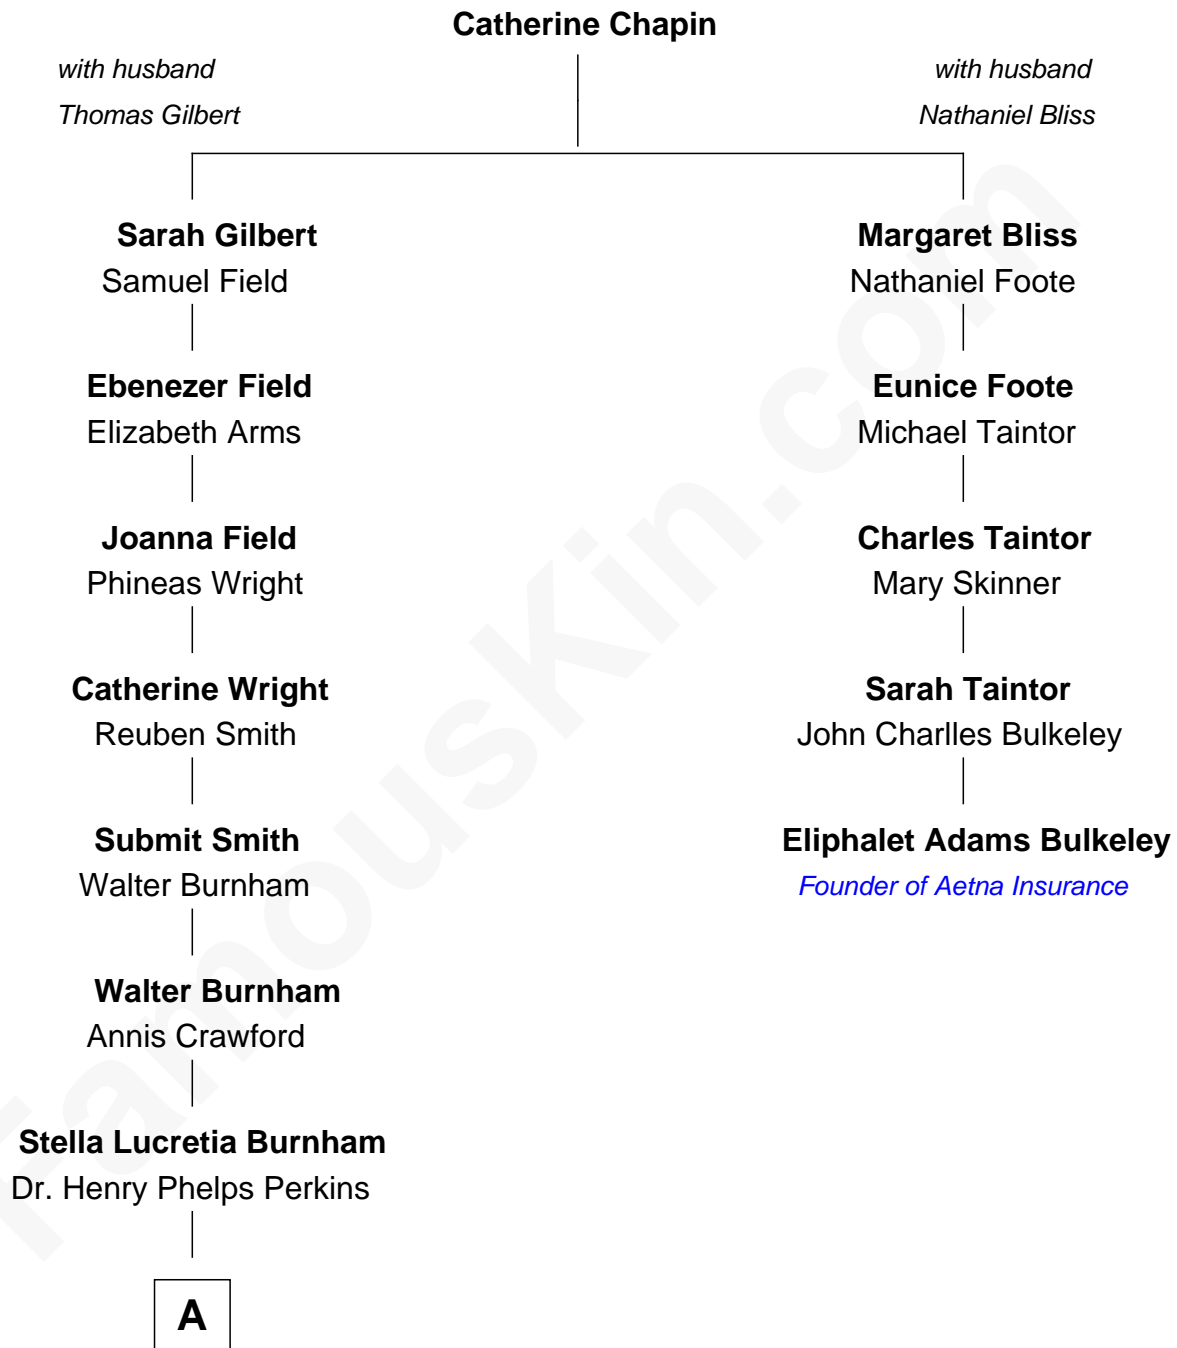 Catherine Chapin
with husband
Thomas Gilbert
with husband
Nathaniel Bliss
Sarah Gilbert
Samuel Field
Margaret Bliss
Nathaniel Foote
Ebenezer Field
Elizabeth Arms
Eunice Foote
Michael Taintor
Joanna Field
Phineas Wright
Charles Taintor
Mary Skinner
Catherine Wright
Reuben Smith
Sarah Taintor
John Charlles Bulkeley
Submit Smith
Walter Burnham
Eliphalet Adams Bulkeley
Founder of Aetna Insurance
Walter Burnham
Annis Crawford
Stella Lucretia Burnham
Dr. Henry Phelps Perkins
A
FamousKin.com